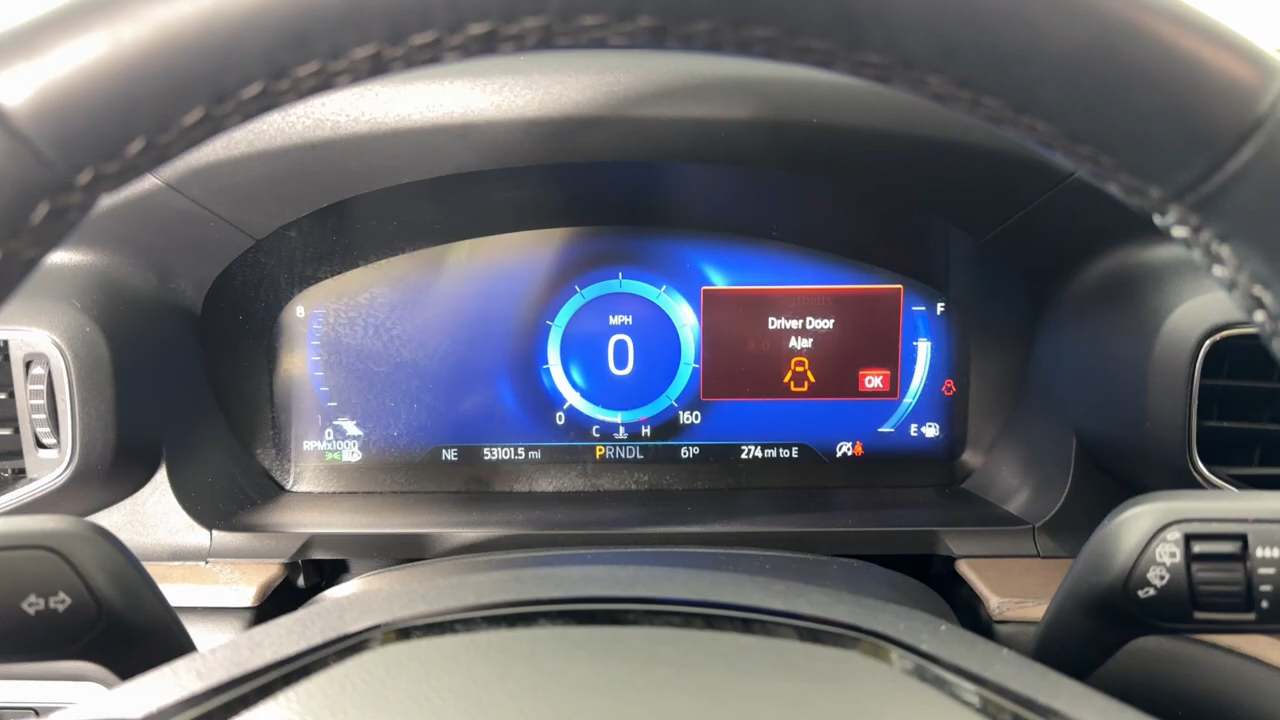 8
MPH
0
0
160
C
H
0
RPMx1000
Driver Door
Ajar
OK
F
E
NE
53101.5 mi
PRNDL
61°
274 mi to E